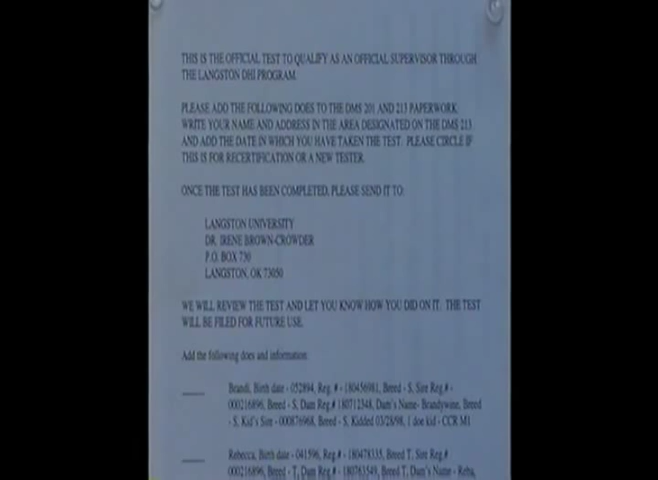 THIS IS THE OFFICIAL TEST TO QUALIFY AS AN OFFICIAL SUPERVISOR THROUGH
THE LANGSTON DHI PROGRAM.
PLEASE ADD THE FOLLOWING DOES TO THE DMS 201 AND 213 PAPERWORK.
WRITE YOUR NAME AND ADDRESS IN THE AREA DESIGNATED ON THE DMS 213
AND ADD THE DATE IN WHICH YOU HAVE TAKEN THE TEST. PLEASE CIRCLE IF
THIS IS FOR RECERTIFICATION OR A NEW TESTER.
ONCE THE TEST HAS BEEN COMPLETED, PLEASE SEND IT TO:
LANGSTON UNIVERSITY
DR. IRENE BROWN-CROWDER
P.O. BOX 730
LANGSTON, OK 73050
WE WILL REVIEW THE TEST AND LET YOU KNOW HOW YOU DID ON IT. THE TEST
WILL BE FILED FOR FUTURE USE.
Add the following does and information:
Brandi, Birth date - 052894, Reg. # - 180456981, Breed - S, Sire Reg.# -
000216896, Breed - S, Dam Reg.# 180712348, Dam's Name- Brandywine, Breed
- S, Kid's Sire - 000876968, Breed - S. Kidded 03/28/98, 1 doe kid - CCR M1
Rebecca, Birth date - 041596, Reg.# - 180478335, Breed T, Sire Reg.#
000216896, Breed - T, Dam Reg.# 180783549, Breed T, Dam's Name - Reba,